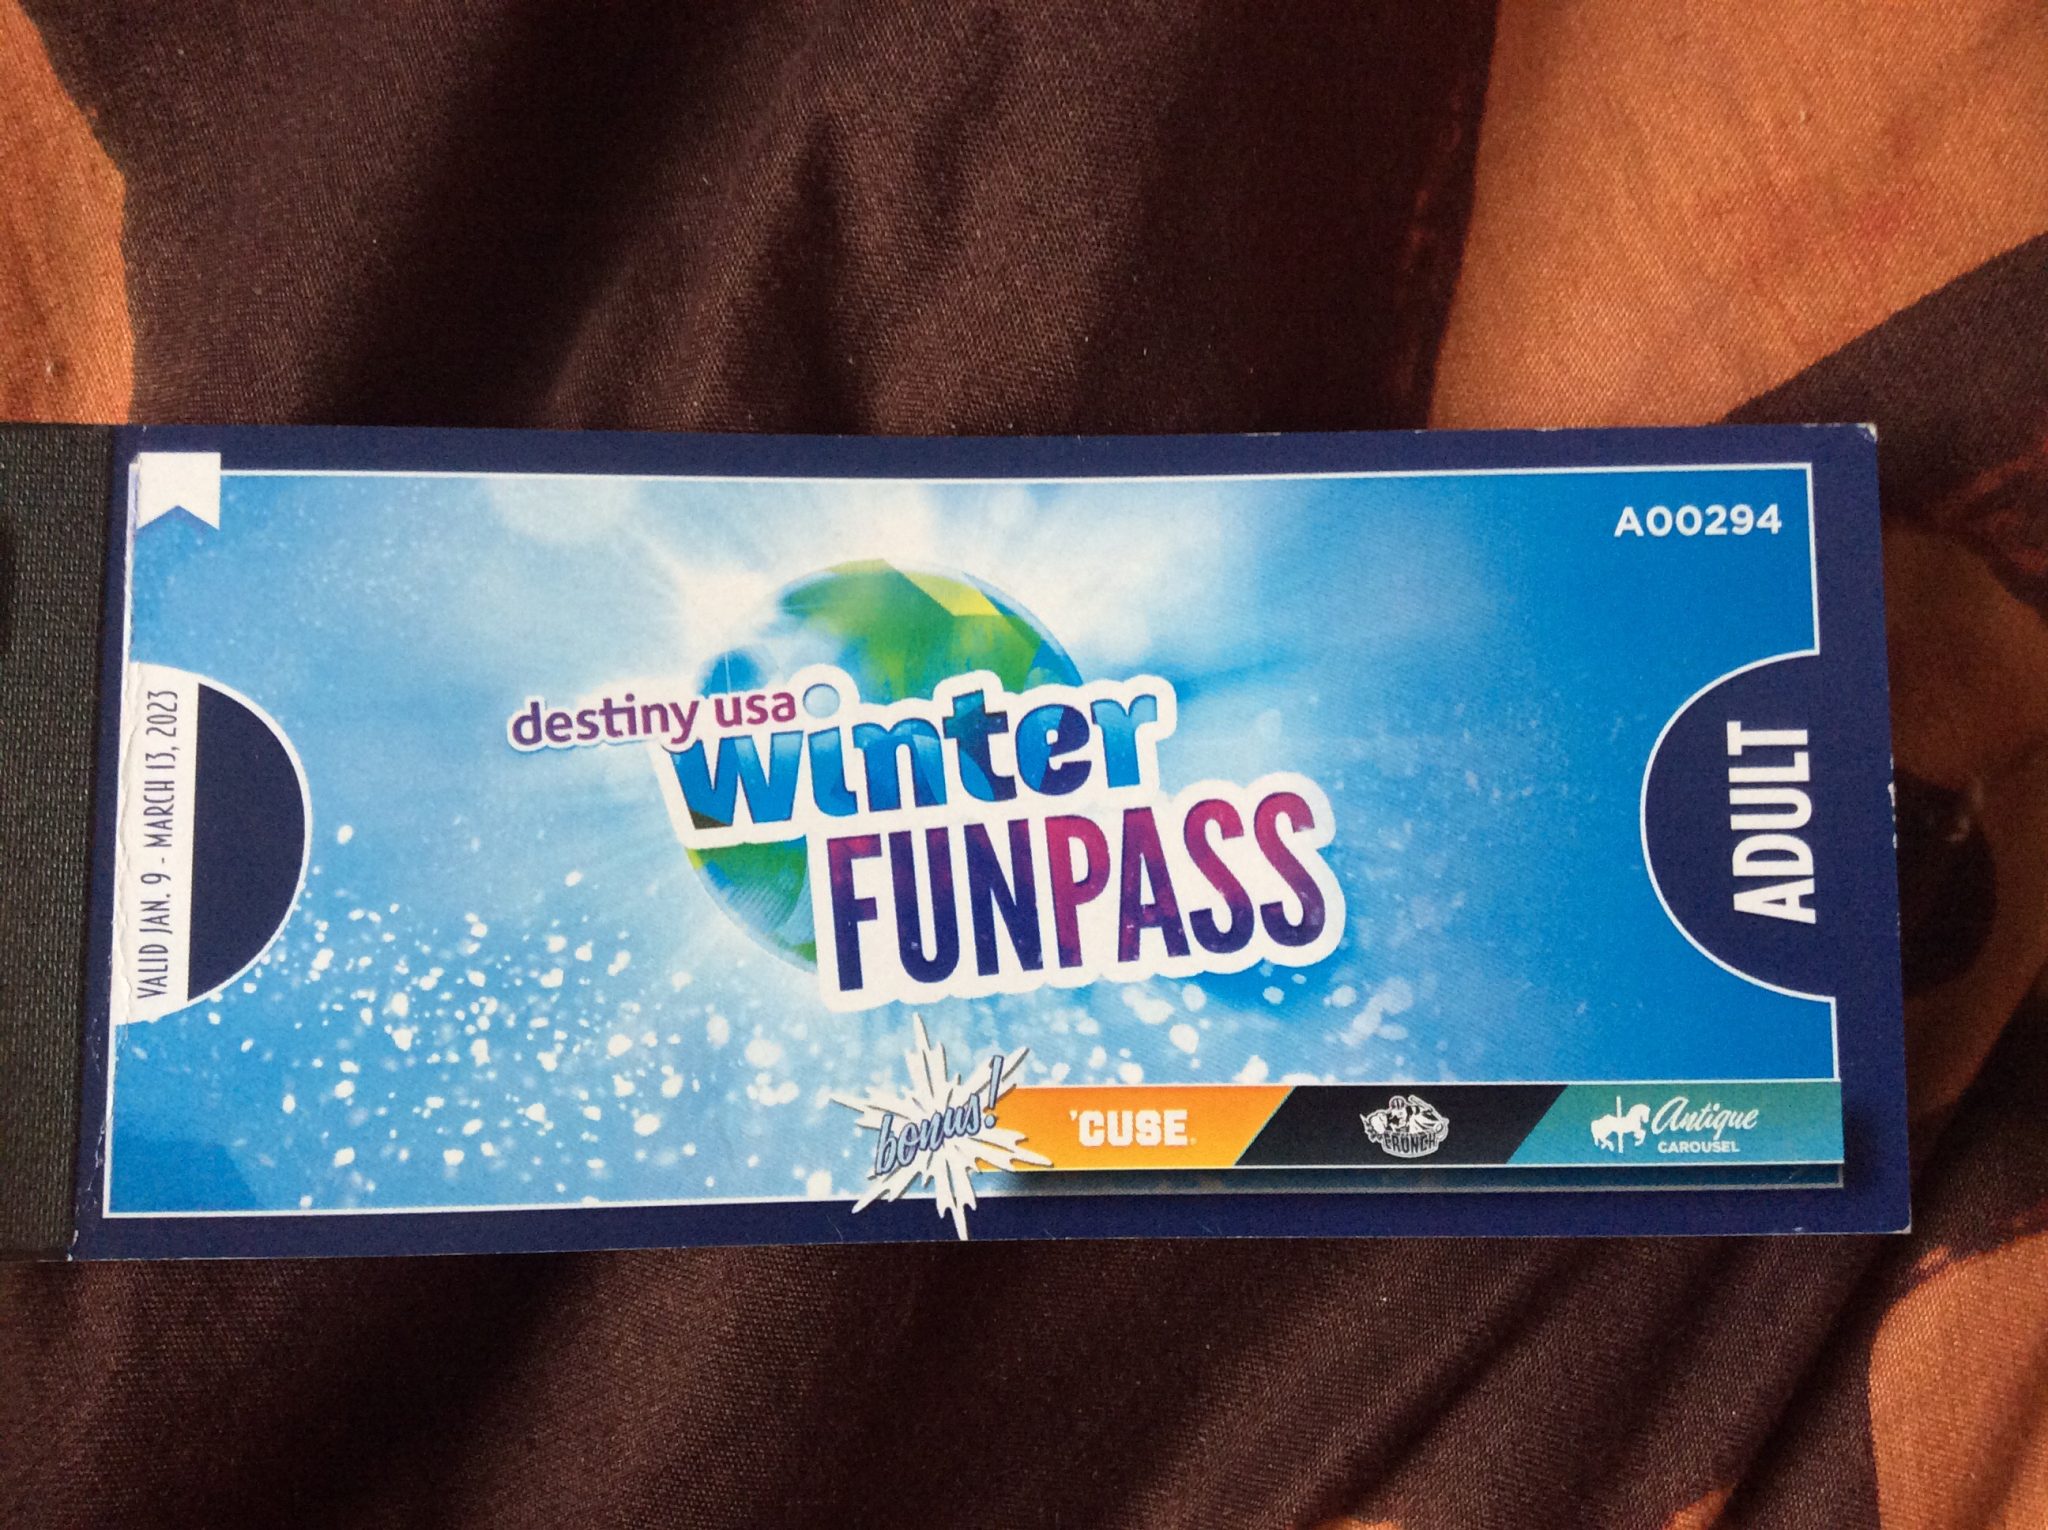 A00294
VALID JAN. 9 - MARCH 13, 2023
destiny usa
winter
FUNPASS
ADULT
bonus!
'CUSE
CRUNCH
Antique
CAROUSEL